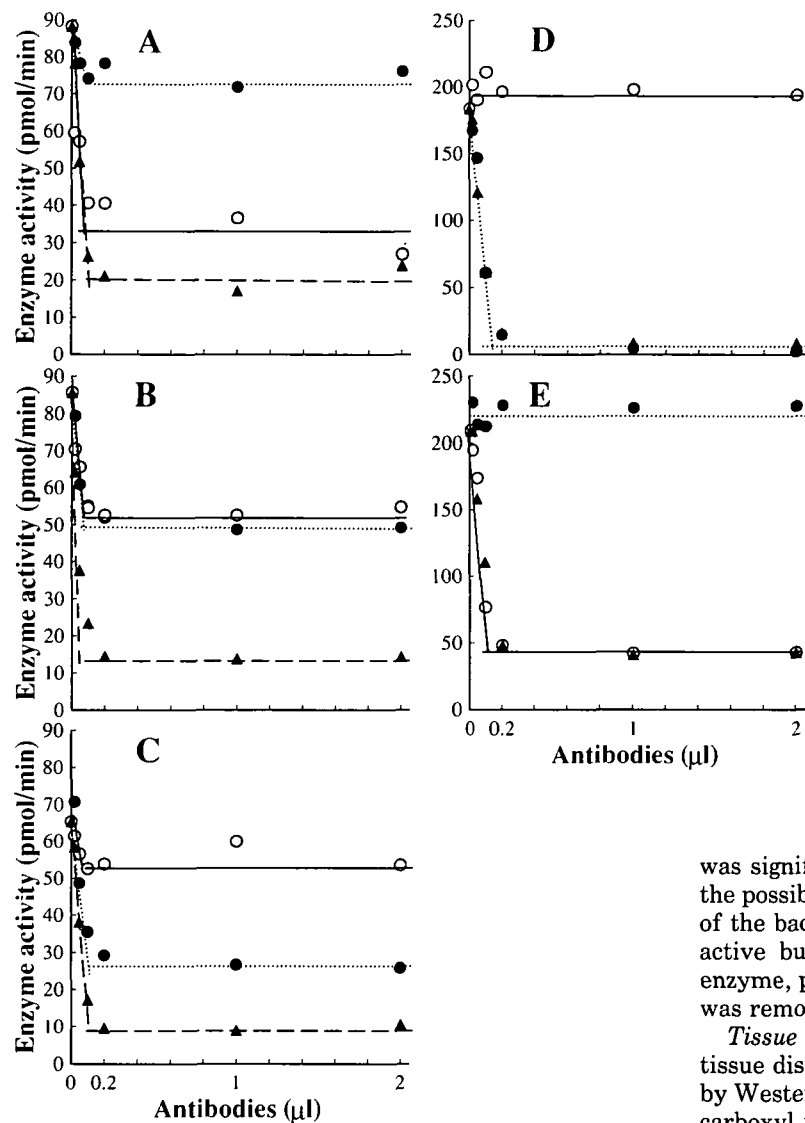 A
Enzyme activity (pmol/min)
90
80
70
60
50
40
30
20
10
0
B
Enzyme activity (pmol/min)
90
80
70
60
50
40
30
20
10
0
C
Enzyme activity (pmol/min)
90
80
70
60
50
40
30
20
10
0
0 0.2 1 2
Antibodies (µl)
D
250
200
150
100
50
0
E
250
200
150
100
50
0
0 0.2 1 2
Antibodies (µl)
was signif
the possib
of the bac
active bu
enzyme, p
was remo
Tissue
tissue dis
by Weste